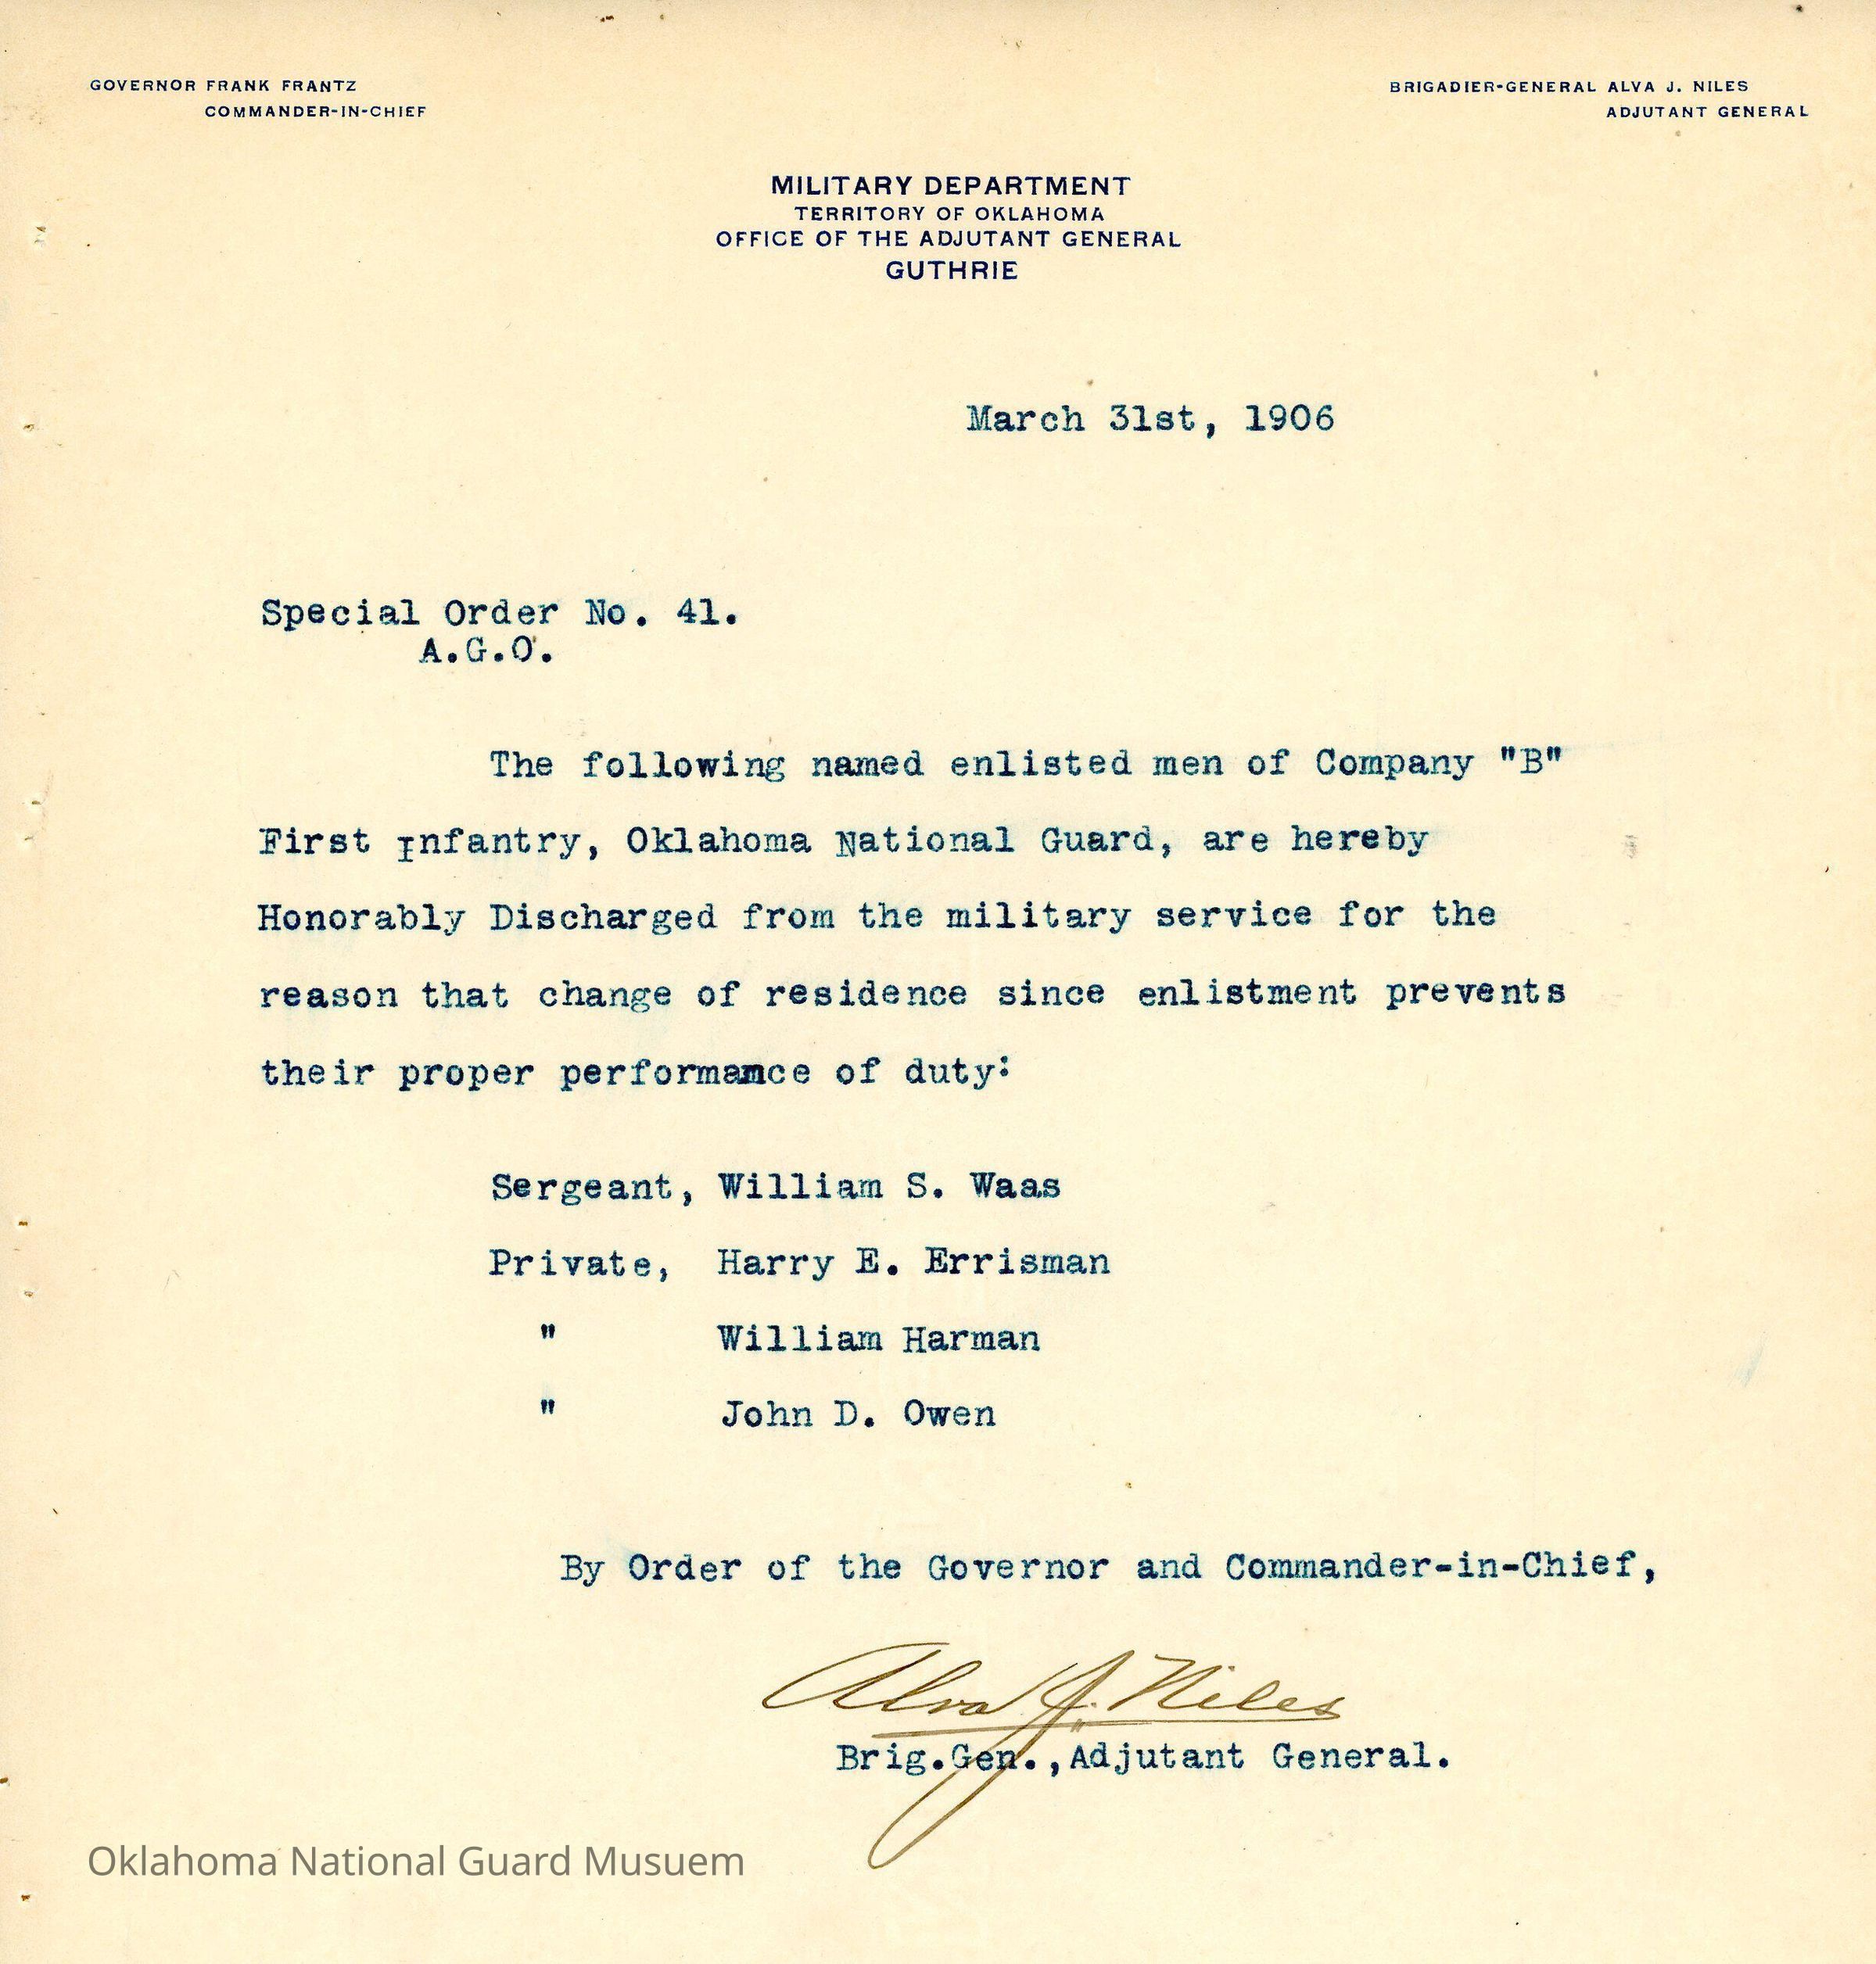 GOVERNOR FRANK FRANTZ
COMMANDER-IN-CHIEF
BRIGADIER-GENERAL ALVA J. NILES
ADJUTANT GENERAL
MILITARY DEPARTMENT
TERRITORY OF OKLAHOMA
OFFICE OF THE ADJUTANT GENERAL
GUTHRIE
March 31st, 1906
Special Order No. 41.
A.G.O.
The following named enlisted men of Company "B"
First Infantry, Oklahoma National Guard, are hereby
Honorably Discharged from the military service for the
reason that change of residence since enlistment prevents
their proper performance of duty:
Sergeant, William S. Waas
Private, Harry E. Errisman
" William Harman
" John D. Owen
By Order of the Governor and Commander-in-Chief,
Alva J. Niles
Brig.Gen.,Adjutant General.
Oklahoma National Guard Musuem